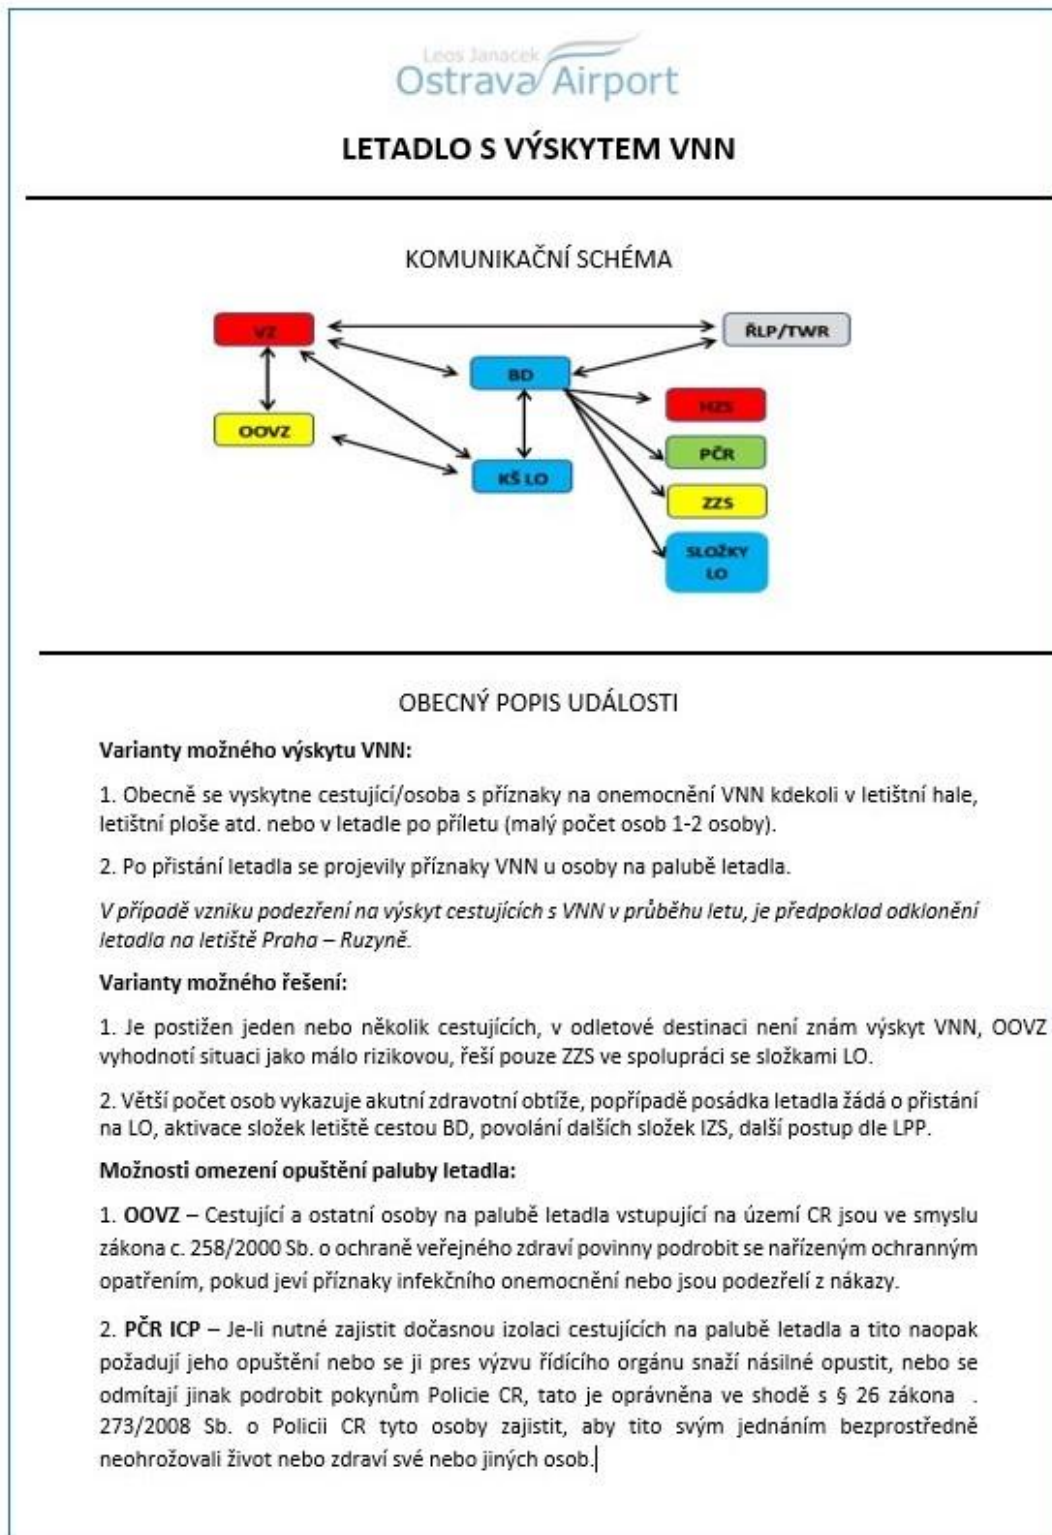 Leos Janacek
Ostrava Airport
LETADLO S VÝSKYTEM VNN
KOMUNIKAČNÍ SCHÉMA
VZ
ŘLP/TWR
BD
HZS
OOVZ
PČR
KŠ LO
ZZS
SLOŽKY
LO
OBECNÝ POPIS UDÁLOSTI
Varianty možného výskytu VNN:
1. Obecně se vyskytne cestující/osoba s příznaky na onemocnění VNN kdekoli v letištní hale,
letištní ploše atd. nebo v letadle po příletu (malý počet osob 1-2 osoby).
2. Po přistání letadla se projevily příznaky VNN u osoby na palubě letadla.
V případě vzniku podezření na výskyt cestujících s VNN v průběhu letu, je předpoklad odklonění
letadla na letiště Praha – Ruzyně.
Varianty možného řešení:
1. Je postižen jeden nebo několik cestujících, v odletové destinaci není znám výskyt VNN, OOVZ
vyhodnotí situaci jako málo rizikovou, řeší pouze ZZS ve spolupráci se složkami LO.
2. Větší počet osob vykazuje akutní zdravotní obtíže, popřípadě posádka letadla žádá o přistání
na LO, aktivace složek letiště cestou BD, povolání dalších složek IZS, další postup dle LPP.
Možnosti omezení opuštění paluby letadla:
1. OOVZ – Cestující a ostatní osoby na palubě letadla vstupující na území CR jsou ve smyslu
zákona c. 258/2000 Sb. o ochraně veřejného zdraví povinny podrobit se nařízeným ochranným
opatřením, pokud jeví příznaky infekčního onemocnění nebo jsou podezřelí z nákazy.
2. PČR ICP – Je-li nutné zajistit dočasnou izolaci cestujících na palubě letadla a tito naopak
požadují jeho opuštění nebo se ji pres výzvu řídícího orgánu snaží násilné opustit, nebo se
odmítají jinak podrobit pokynům Policie CR, tato je oprávněna ve shodě s § 26 zákona .
273/2008 Sb. o Policii CR tyto osoby zajistit, aby tito svým jednáním bezprostředně
neohrožovali život nebo zdraví své nebo jiných osob.